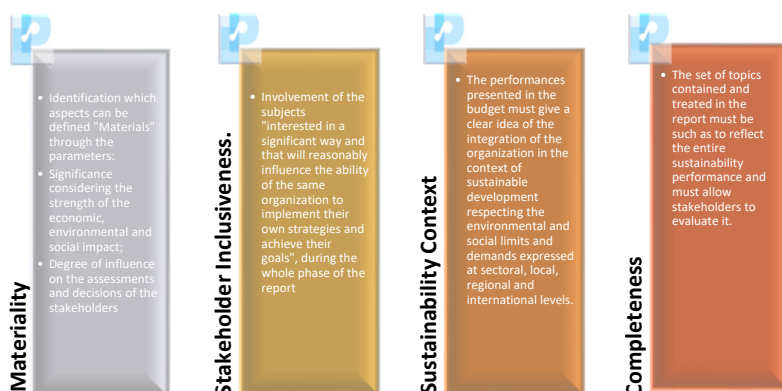 Materiality
• Identification which
aspects can be
defined "Materials"
through the
parameters:
• Significance
considering the
strength of the
economic,
environmental and
social impact;
• Degree of influence
on the assessments
and decisions of the
stakeholders
Stakeholder Inclusiveness.
• Involvement of the
subjects
"interested in a
significant way and
that will reasonably
influence the ability
of the same
organization to
implement their
own strategies and
achieve their
goals", during the
whole phase of the
report
Sustainability Context
• The performances
presented in the
budget must give a
clear idea of the
integration of the
organization in the
context of
sustainable
development
respecting the
environmental and
social limits and
demands expressed
at sectoral, local,
regional and
international levels.
Completeness
• The set of topics
contained and
treated in the
report must be
such as to reflect
the entire
sustainability
performance and
must allow
stakeholders to
evaluate it.